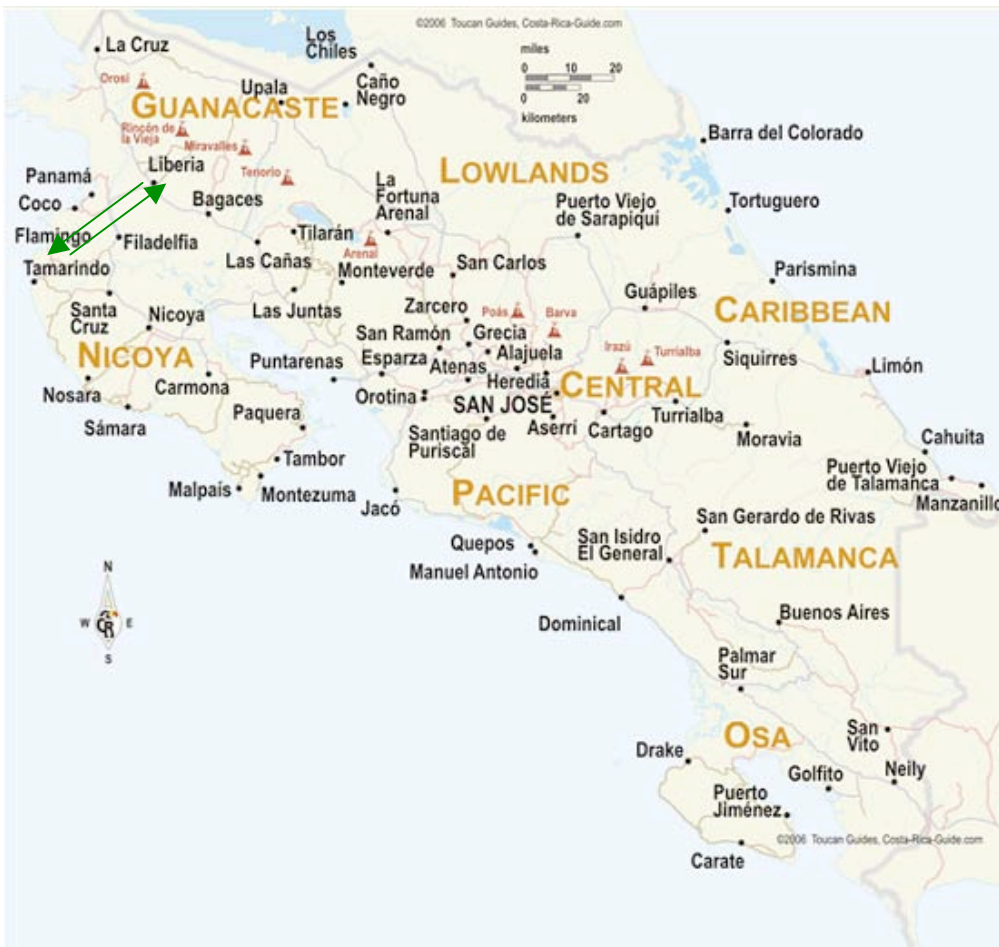 ©2006 Toucan Guides, Costa-Rica-Guide.com
La Cruz
Los
Chiles
miles
0 10 20
0 20
kilometers
Orosí
Upala
Caño
Negro
GUANACASTE
Rincón de
la Vieja
Miravalles
Barra del Colorado
Liberia
Tenorio
LOWLANDS
Panamá
Coco
Bagaces
La
Fortuna
Arenal
Puerto Viejo
de Sarapiquí
Tortuguero
Flamingo
Filadelfia
Tilarán
Arenal
Las Cañas
Tamarindo
Monteverde
San Carlos
Parismina
Guápiles
Santa
Cruz
Nicoya
Las Juntas
Zarcero
Poás
Barva
CARIBBEAN
San Ramón
Grecia
Irazú
Turrialba
Siquirres
NICOYA
Puntarenas
Esparza
Alajuela
Atenas
Limón
Nosara
Carmona
Herediá
CENTRAL
Orotina
SAN JOSÉ
Sámara
Paquera
Aserrí
Cartago
Turrialba
Santiago de
Puriscal
Moravia
Cahuita
Tambor
Puerto Viejo
de Talamanca
Malpaís
Montezuma
Jacó
PACIFIC
Manzanillo
San Gerardo de Rivas
Quepos
San Isidro
El General
TALAMANCA
Manuel Antonio
N
W E
CR
S
Dominical
Buenos Aires
Palmar
Sur
OSA
San
Vito
Drake
Golfito
Neily
Puerto
Jiménez
©2006 Toucan Guides, Costa-Rica-Guide.com
Carate